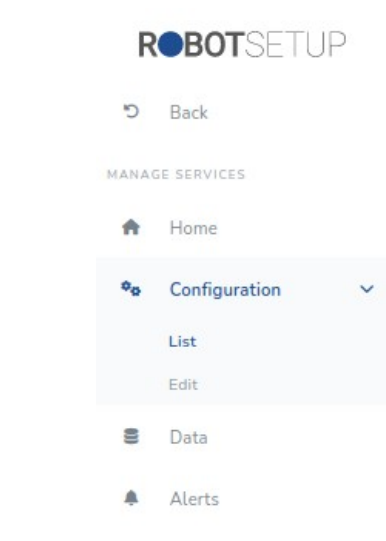 ROBOTSETUP
Back
MANAGE SERVICES
Home
Configuration
List
Edit
Data
Alerts